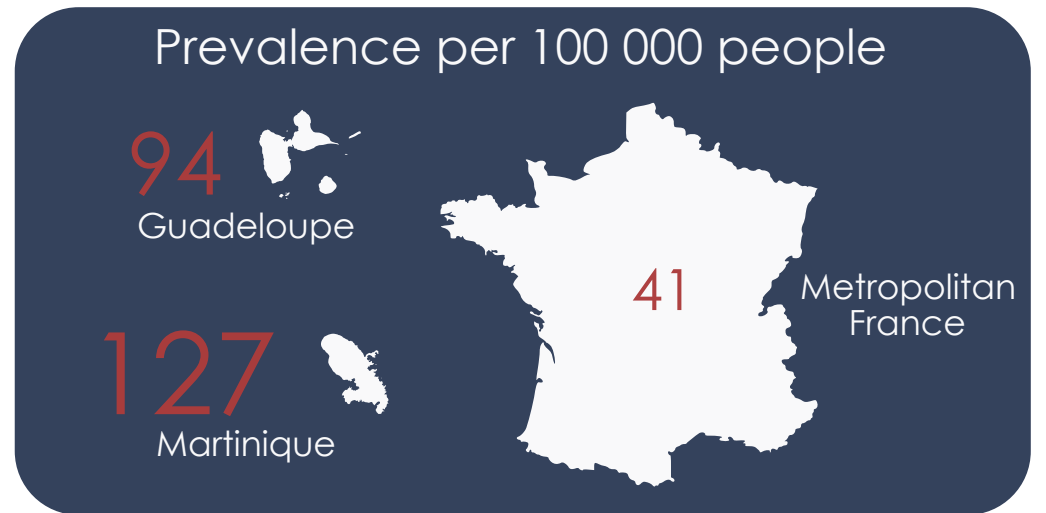 Prevalence per 100 000 people
94
Guadeloupe
41
Metropolitan
France
127
Martinique